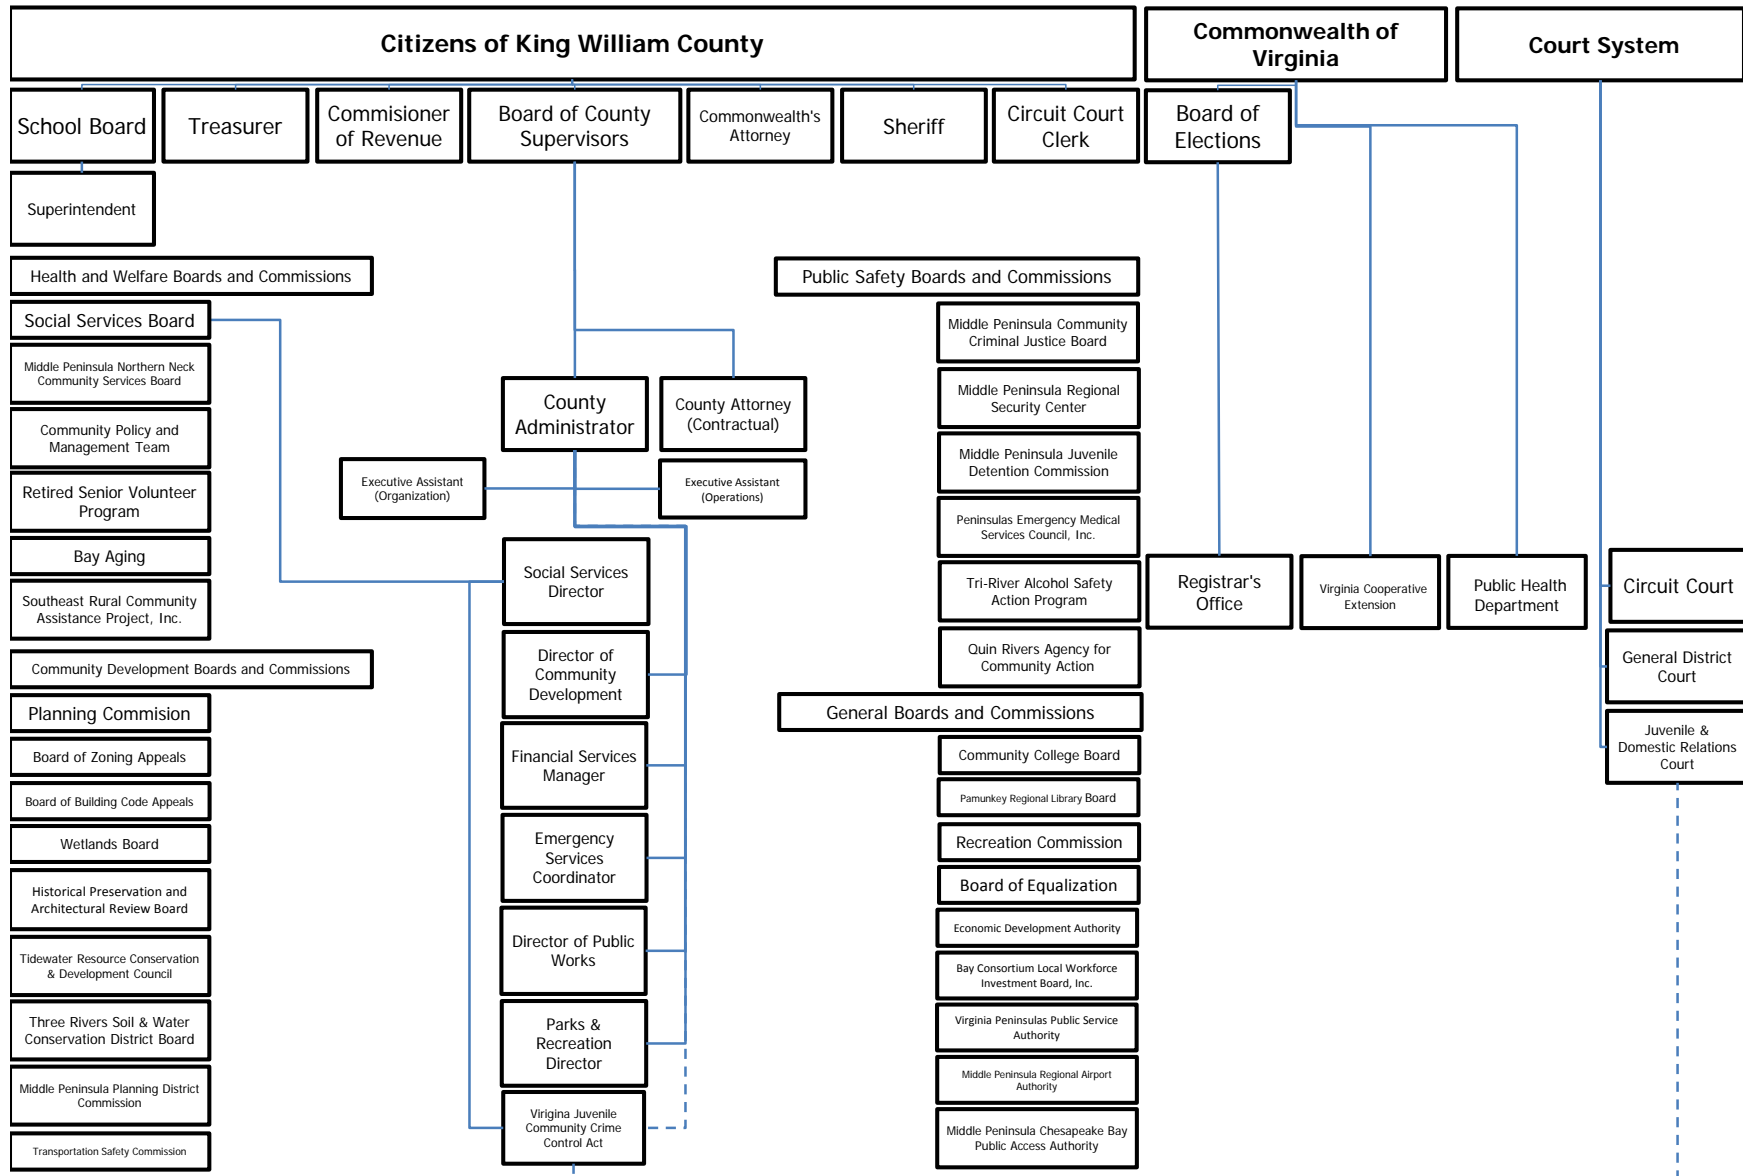 Citizens of King William County
Commonwealth of
Virginia
Court System
School Board
Treasurer
Commisioner
of Revenue
Board of County
Supervisors
Commonwealth's
Attorney
Sheriff
Circuit Court
Clerk
Board of
Elections
Superintendent
Health and Welfare Boards and Commissions
Social Services Board
Middle Peninsula Northern Neck
Community Services Board
Community Policy and
Management Team
Retired Senior Volunteer
Program
Bay Aging
Southeast Rural Community
Assistance Project, Inc.
Community Development Boards and Commissions
Planning Commision
Board of Zoning Appeals
Board of Building Code Appeals
Wetlands Board
Historical Preservation and
Architectural Review Board
Tidewater Resource Conservation
& Development Council
Three Rivers Soil & Water
Conservation District Board
Middle Peninsula Planning District
Commission
Transportation Safety Commission
County
Administrator
County Attorney
(Contractual)
Executive Assistant
(Organization)
Executive Assistant
(Operations)
Social Services
Director
Director of
Community
Development
Financial Services
Manager
Emergency
Services
Coordinator
Director of Public
Works
Parks &
Recreation
Director
Virigina Juvenile
Community Crime
Control Act
Public Safety Boards and Commissions
Middle Peninsula Community
Criminal Justice Board
Middle Peninsula Regional
Security Center
Middle Peninsula Juvenile
Detention Commission
Peninsulas Emergency Medical
Services Council, Inc.
Tri-River Alcohol Safety
Action Program
Quin Rivers Agency for
Community Action
General Boards and Commissions
Community College Board
Pamunkey Regional Library Board
Recreation Commission
Board of Equalization
Economic Development Authority
Bay Consortium Local Workforce
Investment Board, Inc.
Virginia Peninsulas Public Service
Authority
Middle Peninsula Regional Airport
Authority
Middle Peninsula Chesapeake Bay
Public Access Authority
Registrar's
Office
Virginia Cooperative
Extension
Public Health
Department
Circuit Court
General District
Court
Juvenile &
Domestic Relations
Court